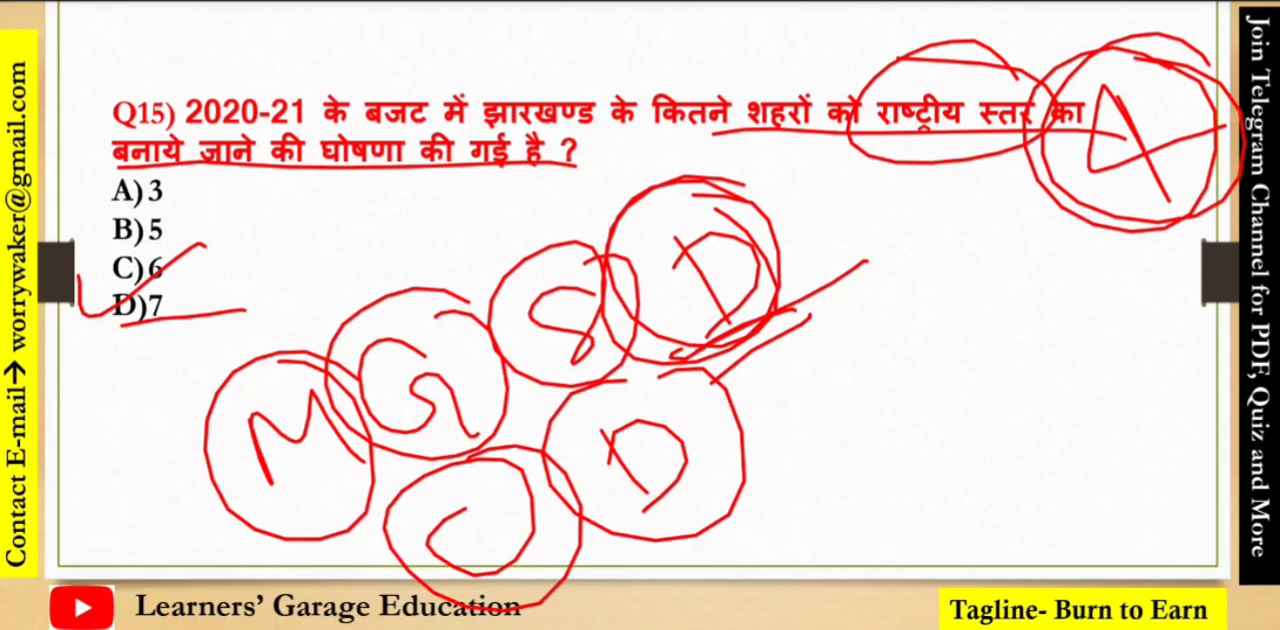 Q15) 2020-21 के बजट में झारखण्ड के कितने शहरों को राष्ट्रीय स्तर का
बनाये जाने की घोषणा की गई है ?
A) 3
B) 5
C) 6
D) 7
A
D
S
G
M
D
C
Contact E-mail→ worrywaker@gmail.com
Join Telegram Channel for PDF, Quiz and More
Learners' Garage Education
Tagline- Burn to Earn